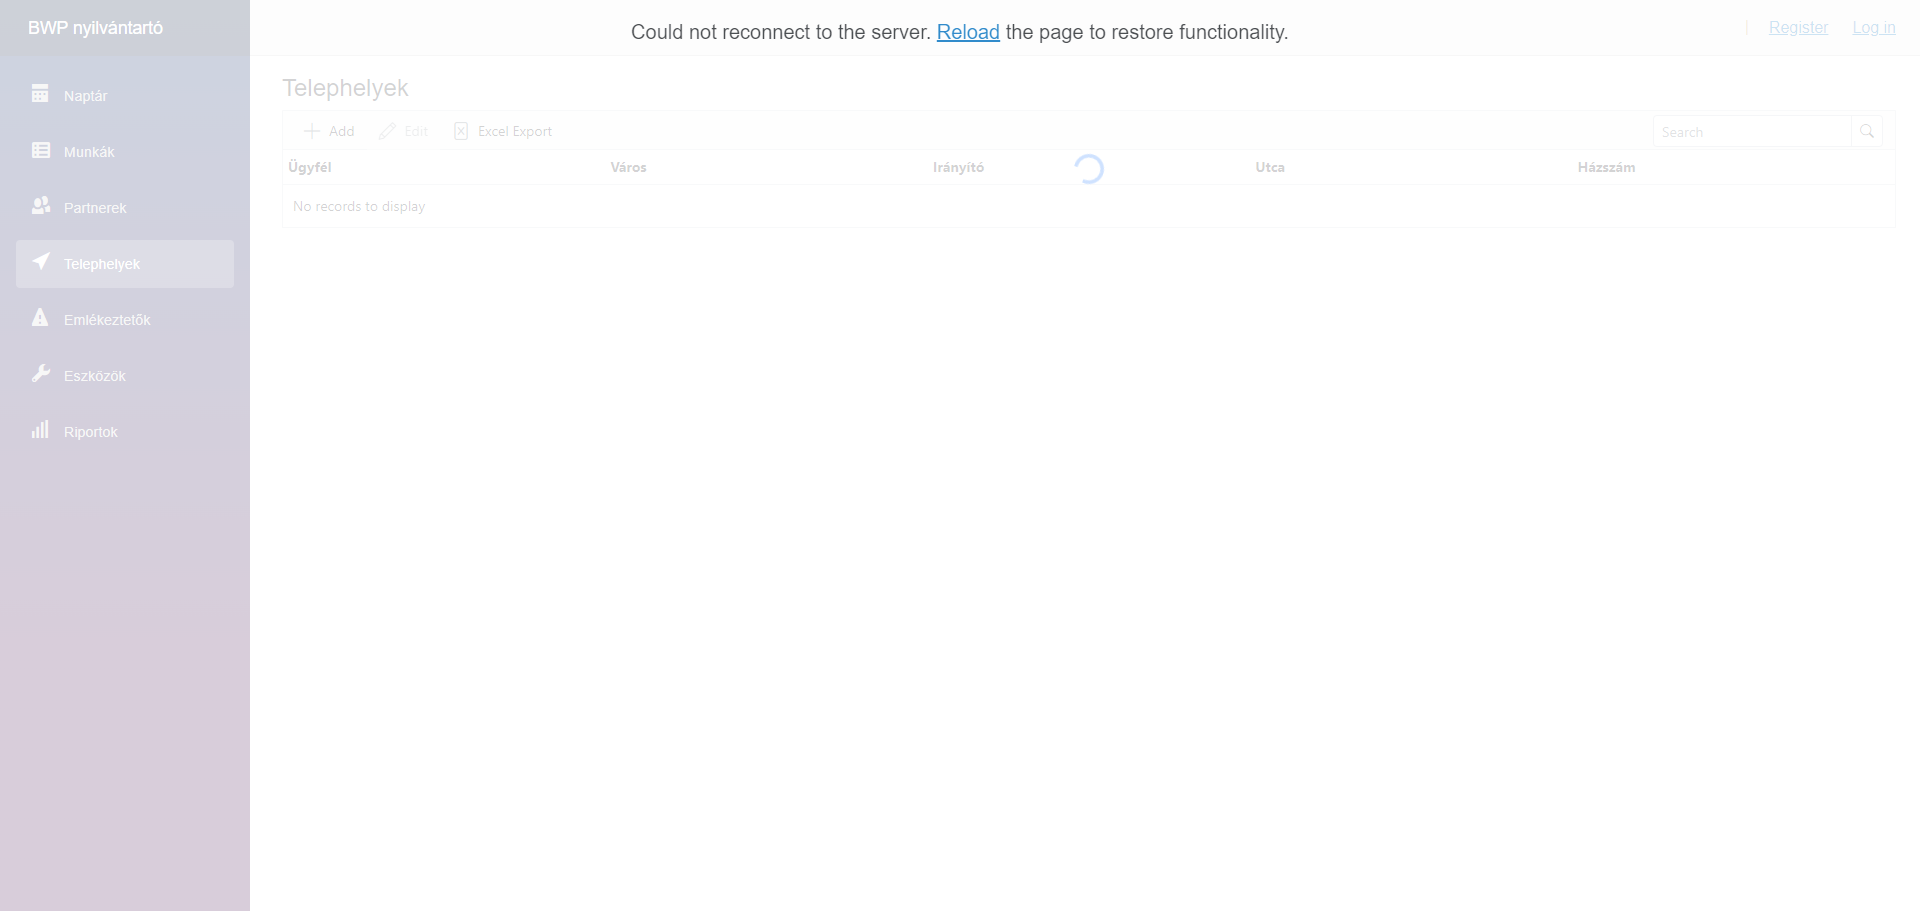 BWP nyilvántartó
Could not reconnect to the server. Reload the page to restore functionality.
Register
Log in
Naptár
Munkák
Partnerek
Telephelyek
Emlékeztetők
Eszközök
Riportok
Telephelyek
Add
Edit
Excel Export
Search
Ügyfél
Város
Irányító
Utca
Házszám
No records to display